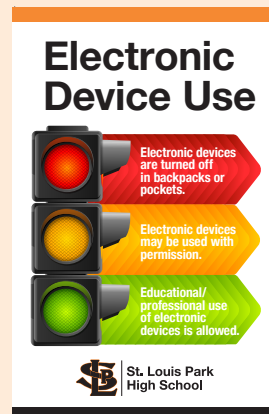 Electronic
Device Use
Electronic devices
are turned off
in backpacks or
pockets.
Electronic devices
may be used with
permission.
Educational/
professional use
of electronic
devices is allowed.
SLP
St. Louis Park
High School